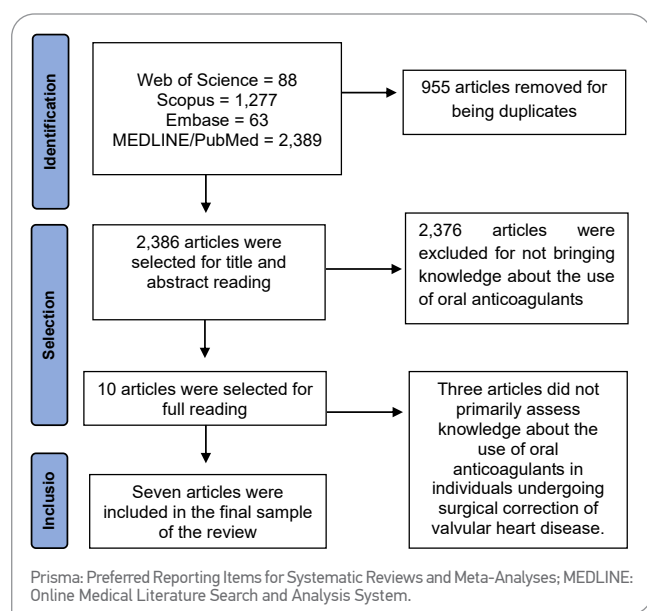 Identification
Web of Science = 88
Scopus = 1,277
Embase = 63
MEDLINE/PubMed = 2,389
955 articles removed for
being duplicates
Selection
2,386 articles were
selected for title and
abstract reading
2,376 articles were
excluded for not bringing
knowledge about the use
of oral anticoagulants
10 articles were selected for
full reading
Three articles did not
primarily assess
knowledge about the
use of oral
anticoagulants in
individuals undergoing
surgical correction of
valvular heart disease.
Inclusio
Seven articles were
included in the final sample
of the review
Prisma: Preferred Reporting Items for Systematic Reviews and Meta-Analyses; MEDLINE:
Online Medical Literature Search and Analysis System.